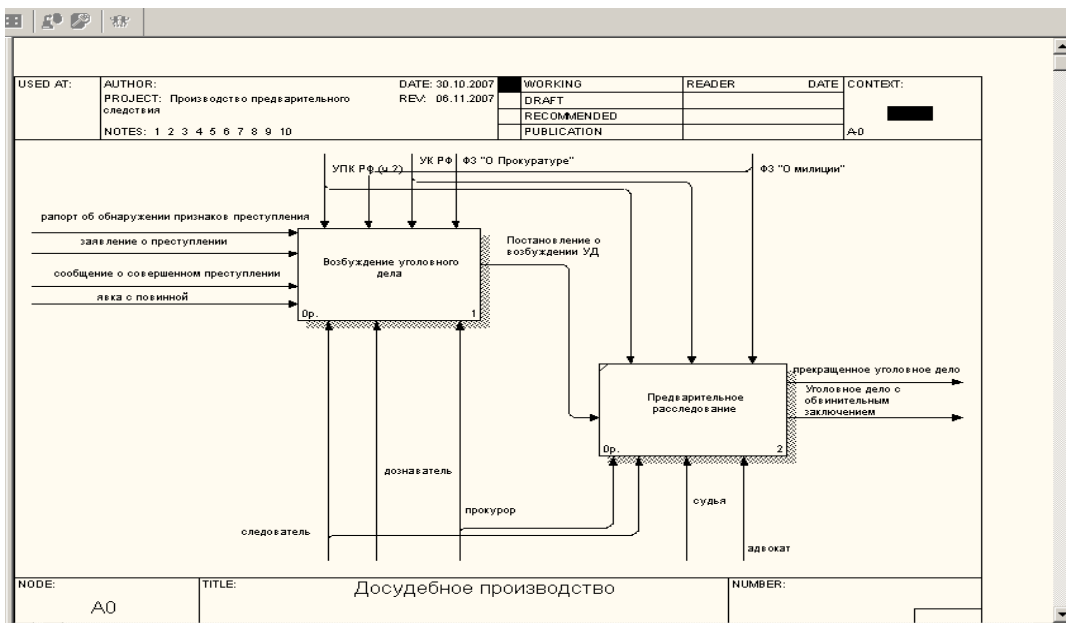 USED AT:
AUTHOR:
DATE: 30.10.2007
WORKING
READER
DATE
CONTEXT:
PROJECT: Производство предварительного
следствия
REV: 06.11.2007
DRAFT
RECOMMENDED
NOTES: 1 2 3 4 5 6 7 8 9 10
PUBLICATION
A-0
УПК РФ (ч.2)
УК РФ
ФЗ "О Прокуратуре"
ФЗ "О милиции"
рапорт об обнаружении признаков преступления
заявление о преступлении
сообщение о совершенном преступлении
явка с повинной
Возбуждение уголовного
дела
0р.
1
Постановление о
возбуждении УД
Предварительное
расследование
0р.
2
прекращенное уголовное дело
Уголовное дело с
обвинительным
заключением
дознаватель
прокурор
следователь
судья
адвокат
NODE:
A0
TITLE:
Досудебное производство
NUMBER: